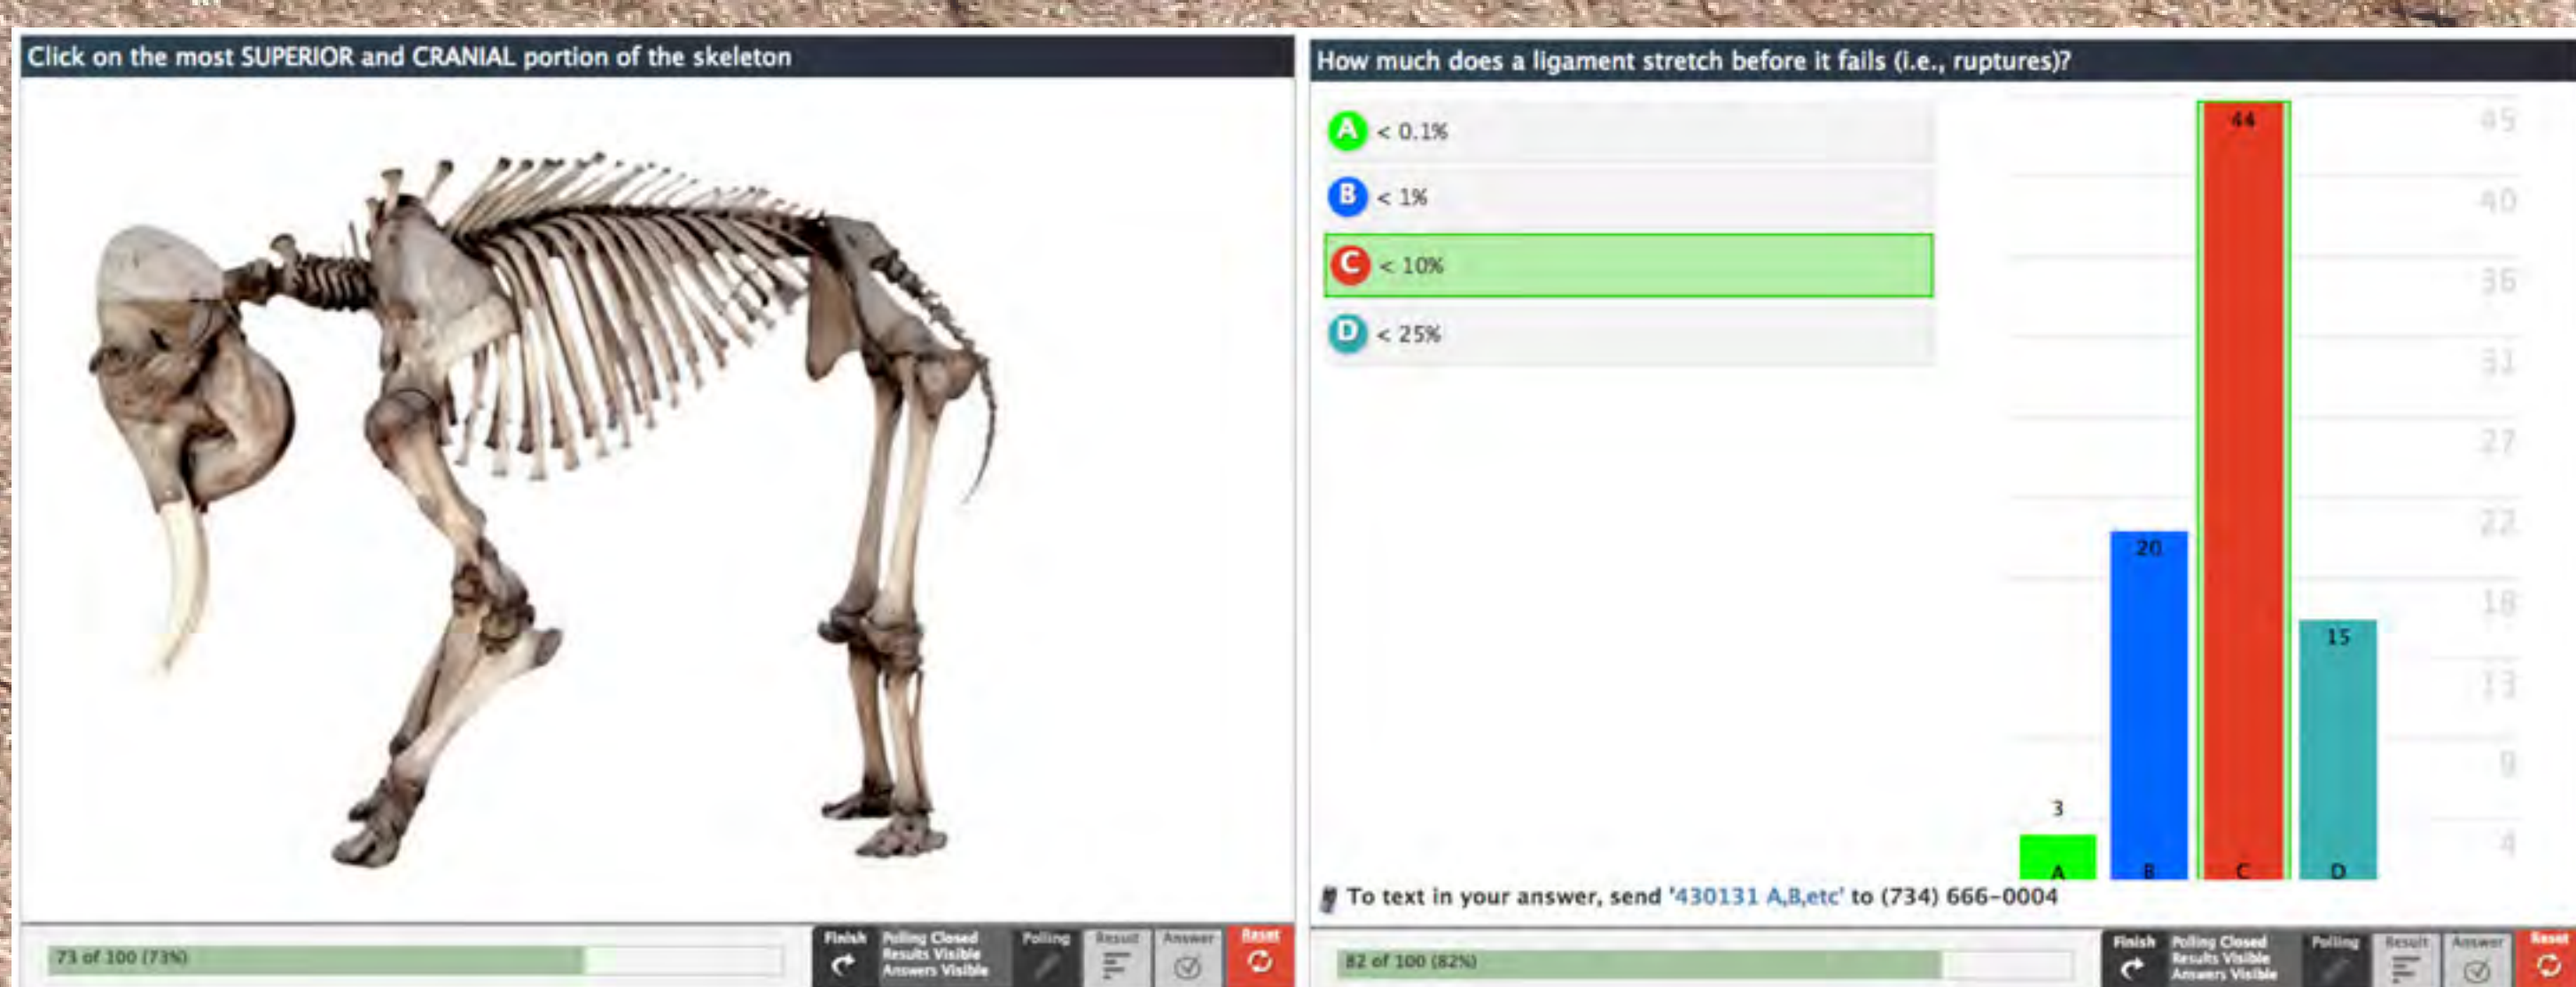 Click on the most SUPERIOR and CRANIAL portion of the skeleton
73 of 100 (73%)
Finish
Polling Closed
Results Visible
Answers Visible
Polling
Result
Answer
Reset
How much does a ligament stretch before it fails (i.e., ruptures)?
A < 0.1%
B < 1%
C < 10%
D < 25%
45
40
36
31
27
22
18
13
9
4
3
20
44
15
A
B
C
D
To text in your answer, send '430131 A,B,etc' to (734) 666-0004
82 of 100 (82%)
Finish
Polling Closed
Results Visible
Answers Visible
Polling
Result
Answer
Reset